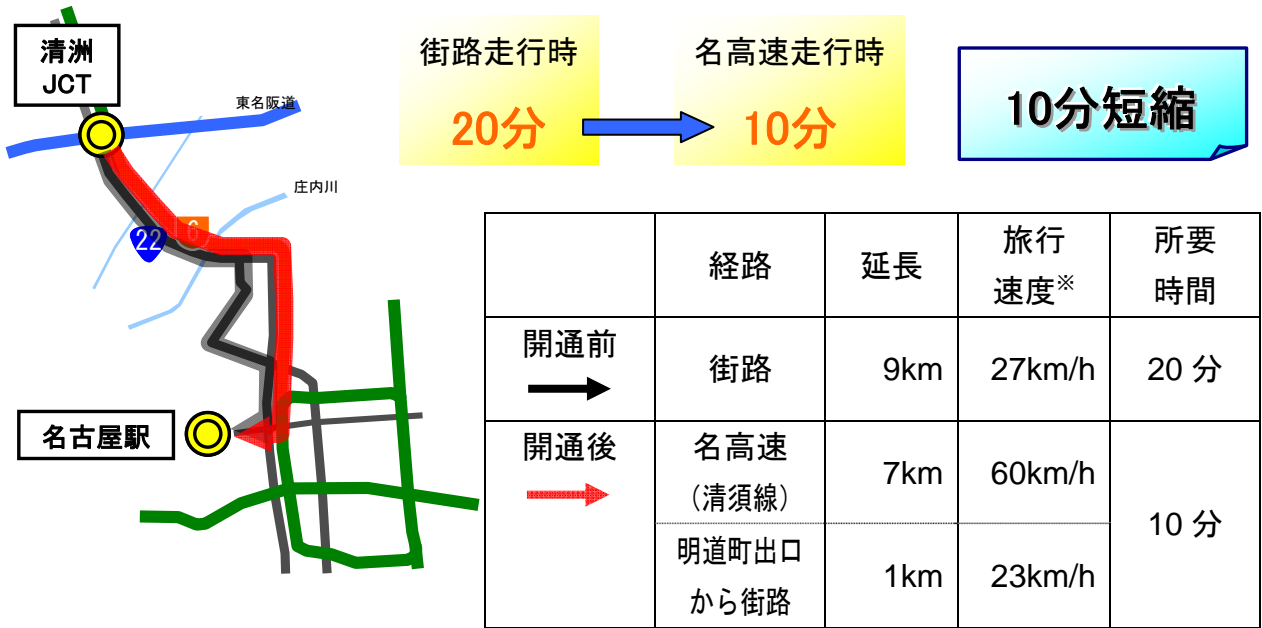 清洲
JCT
東名阪道
庄内川
22
6
名古屋駅
街路走行時
20分
名高速走行時
10分
10分短縮
経路
延長
旅行
速度※
所要
時間
開通前
街路
9km
27km/h
20 分
開通後
名高速
(清須線)
7km
60km/h
10 分
明道町出口
から街路
1km
23km/h